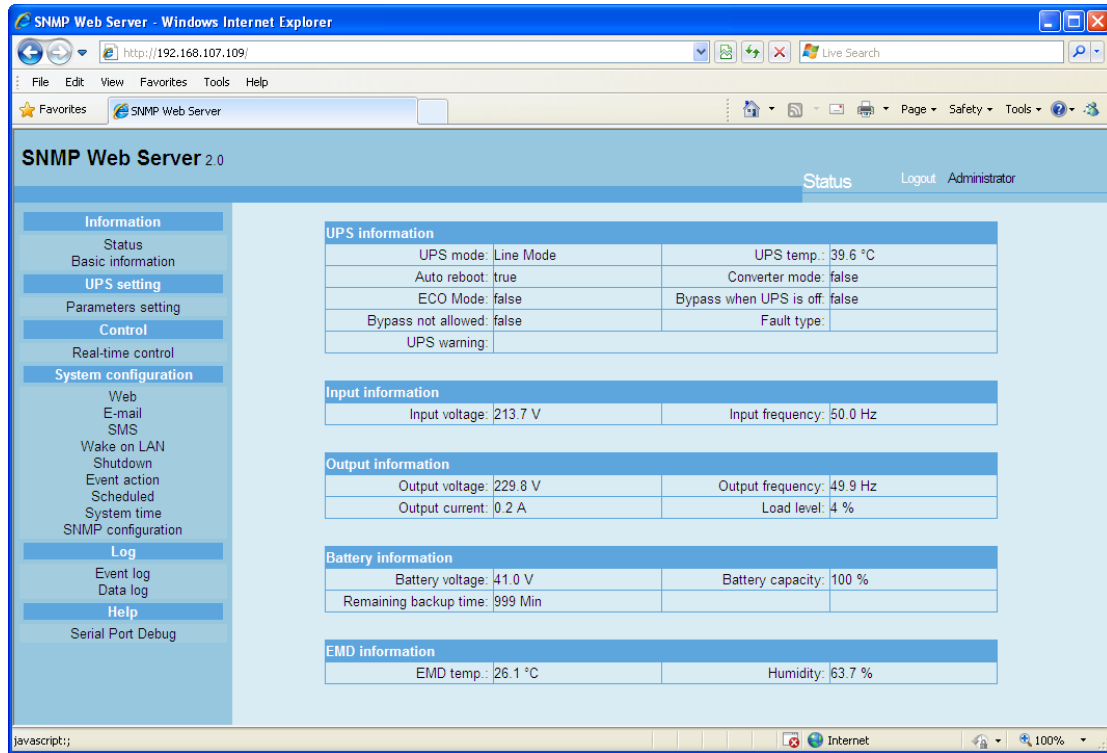 SNMP Web Server - Windows Internet Explorer
http://192.168.107.109/
Live Search
File Edit View Favorites Tools Help
Favorites
SNMP Web Server
Page Safety Tools
SNMP Web Server 2.0
Status Logout Administrator
Information
Status
Basic information
UPS setting
Parameters setting
Control
Real-time control
System configuration
Web
E-mail
SMS
Wake on LAN
Shutdown
Event action
Scheduled
System time
SNMP configuration
Log
Event log
Data log
Help
Serial Port Debug
UPS information
UPS mode: Line Mode UPS temp.: 39.6 °C
Auto reboot: true Converter mode: false
ECO Mode: false Bypass when UPS is off: false
Bypass not allowed: false Fault type:
UPS warning:
Input information
Input voltage: 213.7 V Input frequency: 50.0 Hz
Output information
Output voltage: 229.8 V Output frequency: 49.9 Hz
Output current: 0.2 A Load level: 4 %
Battery information
Battery voltage: 41.0 V Battery capacity: 100 %
Remaining backup time: 999 Min
EMD information
EMD temp.: 26.1 °C Humidity: 63.7 %
javascript:;
Internet
100%